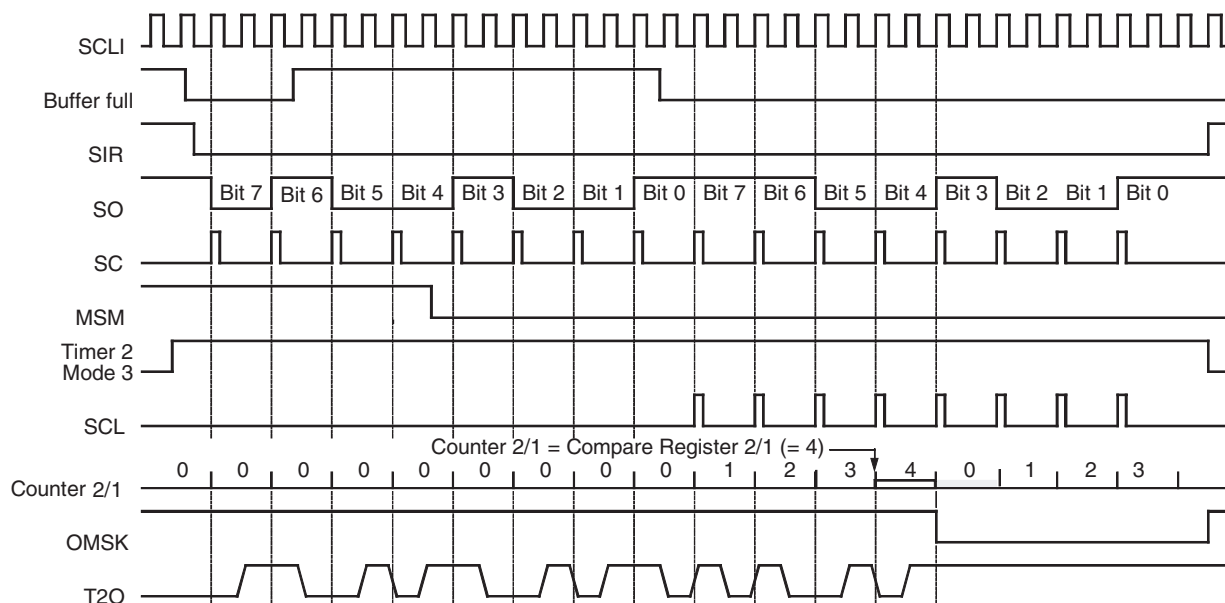 SCLI
Buffer full
SIR
SO Bit 7 Bit 6 Bit 5 Bit 4 Bit 3 Bit 2 Bit 1 Bit 0 Bit 7 Bit 6 Bit 5 Bit 4 Bit 3 Bit 2 Bit 1 Bit 0
SC
MSM
Timer 2
Mode 3
SCL
Counter 2/1 = Compare Register 2/1 (= 4)
0 0 0 0 0 0 0 0 0 1 2 3 4 0 1 2 3
Counter 2/1
OMSK
T2O